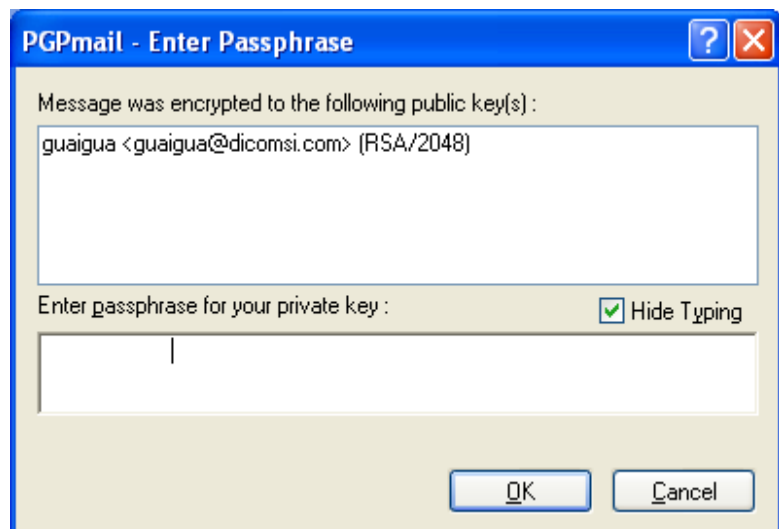 PGPmail - Enter Passphrase
Message was encrypted to the following public key(s) :
guaigua <guaigua@dicomsi.com> (RSA/2048)
Enter passphrase for your private key :
Hide Typing
OK
Cancel